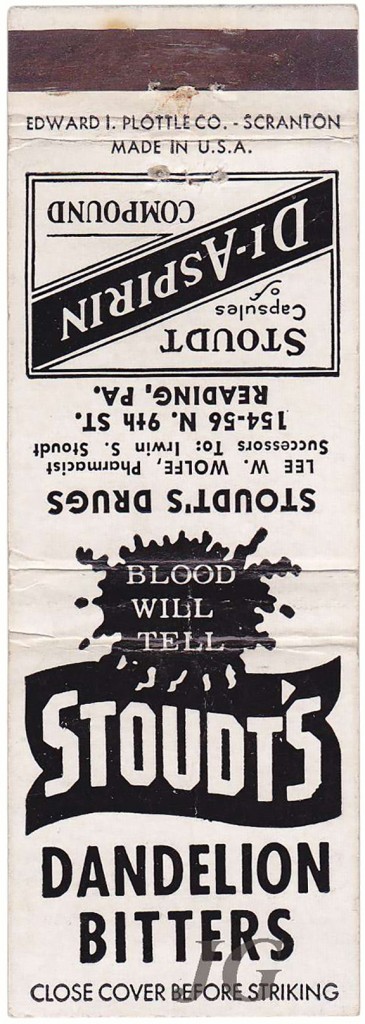 EDWARD I. PLOTTLE CO. - SCRANTON
MADE IN U.S.A.
STOUDT
Capsules
of
DI-ASPIRIN
COMPOUND
STOUDT'S DRUGS
LEE W. WOLFE, Pharmacist
Successors To: Irwin S. Stoudt
154-56 N. 9th ST.
READING, PA.
BLOOD
WILL
TELL
STOUDT'S
DANDELION
BITTERS
JG
CLOSE COVER BEFORE STRIKING